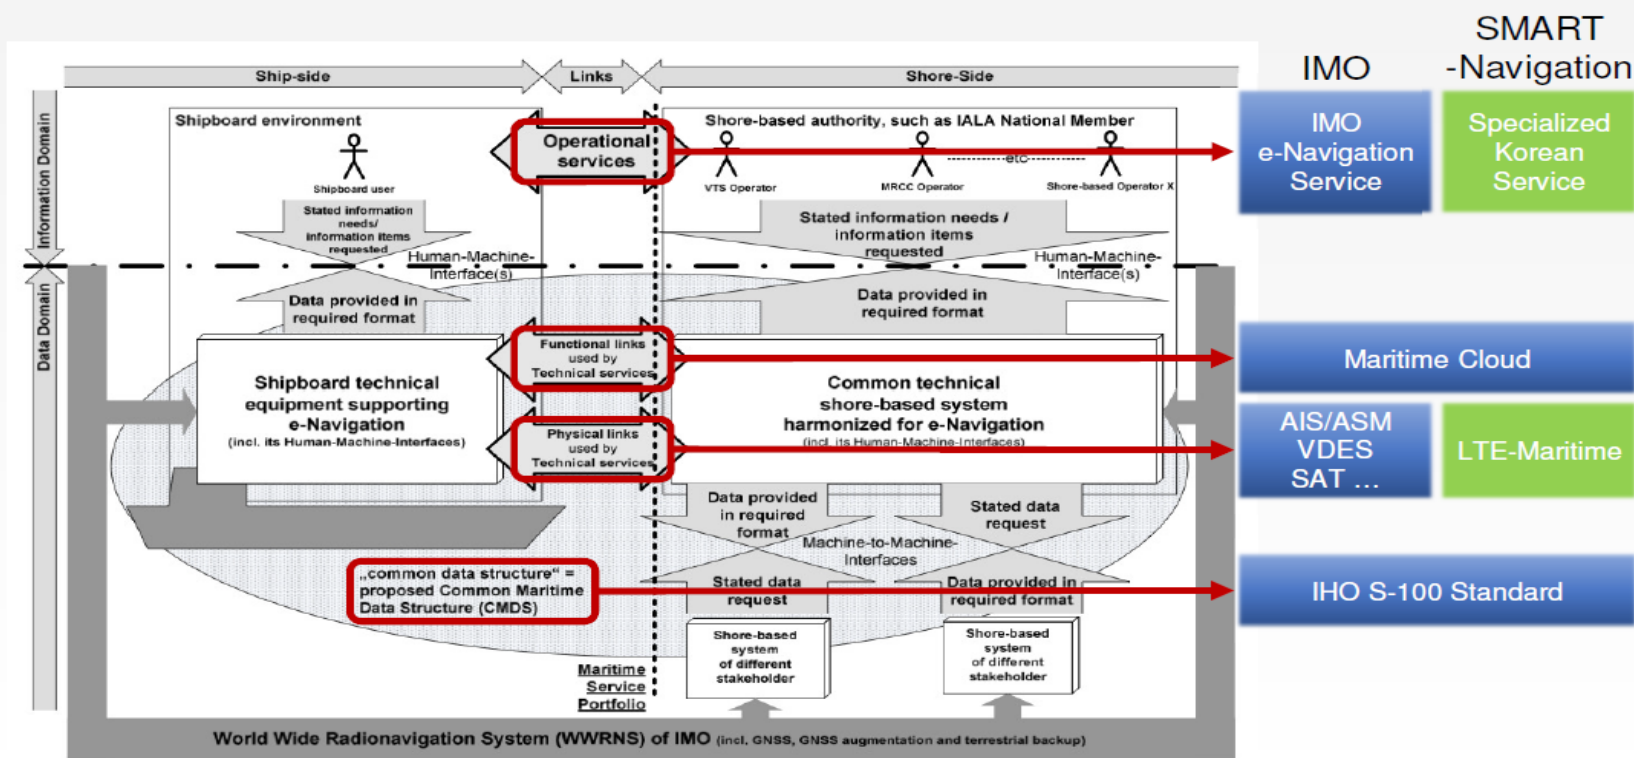 IMO
SMART
-Navigation
Ship-side
Links
Shore-Side
Information Domain
Data Domain
Shipboard environment
Shipboard user
Operational
services
Shore-based authority, such as IALA National Member
VTS Operator
MRCC Operator
etc
Shore-based Operator X
IMO
e-Navigation
Service
Specialized
Korean
Service
Stated information
needs/
information items
requested
Human-Machine-
Interface(s)
Stated information needs /
information items
requested
Human-Machine-
Interface(s)
Data provided in
required format
Data provided in
required format
Functional links
used by
Technical services
Maritime Cloud
Shipboard technical
equipment supporting
e-Navigation
(incl. its Human-Machine-Interfaces)
Common technical
shore-based system
harmonized for e-Navigation
(incl. its Human-Machine-Interfaces)
Physical links
used by
Technical services
AIS/ASM
VDES
SAT ...
LTE-Maritime
Data provided
in required
format
Stated data
request
Machine-to-Machine-
Interfaces
Stated data
request
Data provided in
required format
„common data structure“ =
proposed Common Maritime
Data Structure (CMDS)
IHO S-100 Standard
Shore-based
system
of different
stakeholder
Shore-based
system
of different
stakeholder
Maritime
Service
Portfolio
World Wide Radionavigation System (WWRNS) of IMO (incl. GNSS, GNSS augmentation and terrestrial backup)